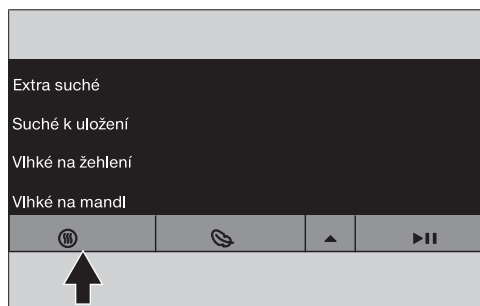 Extra suché
Suché k uložení
Vlhké na žehlení
Vlhké na mandl